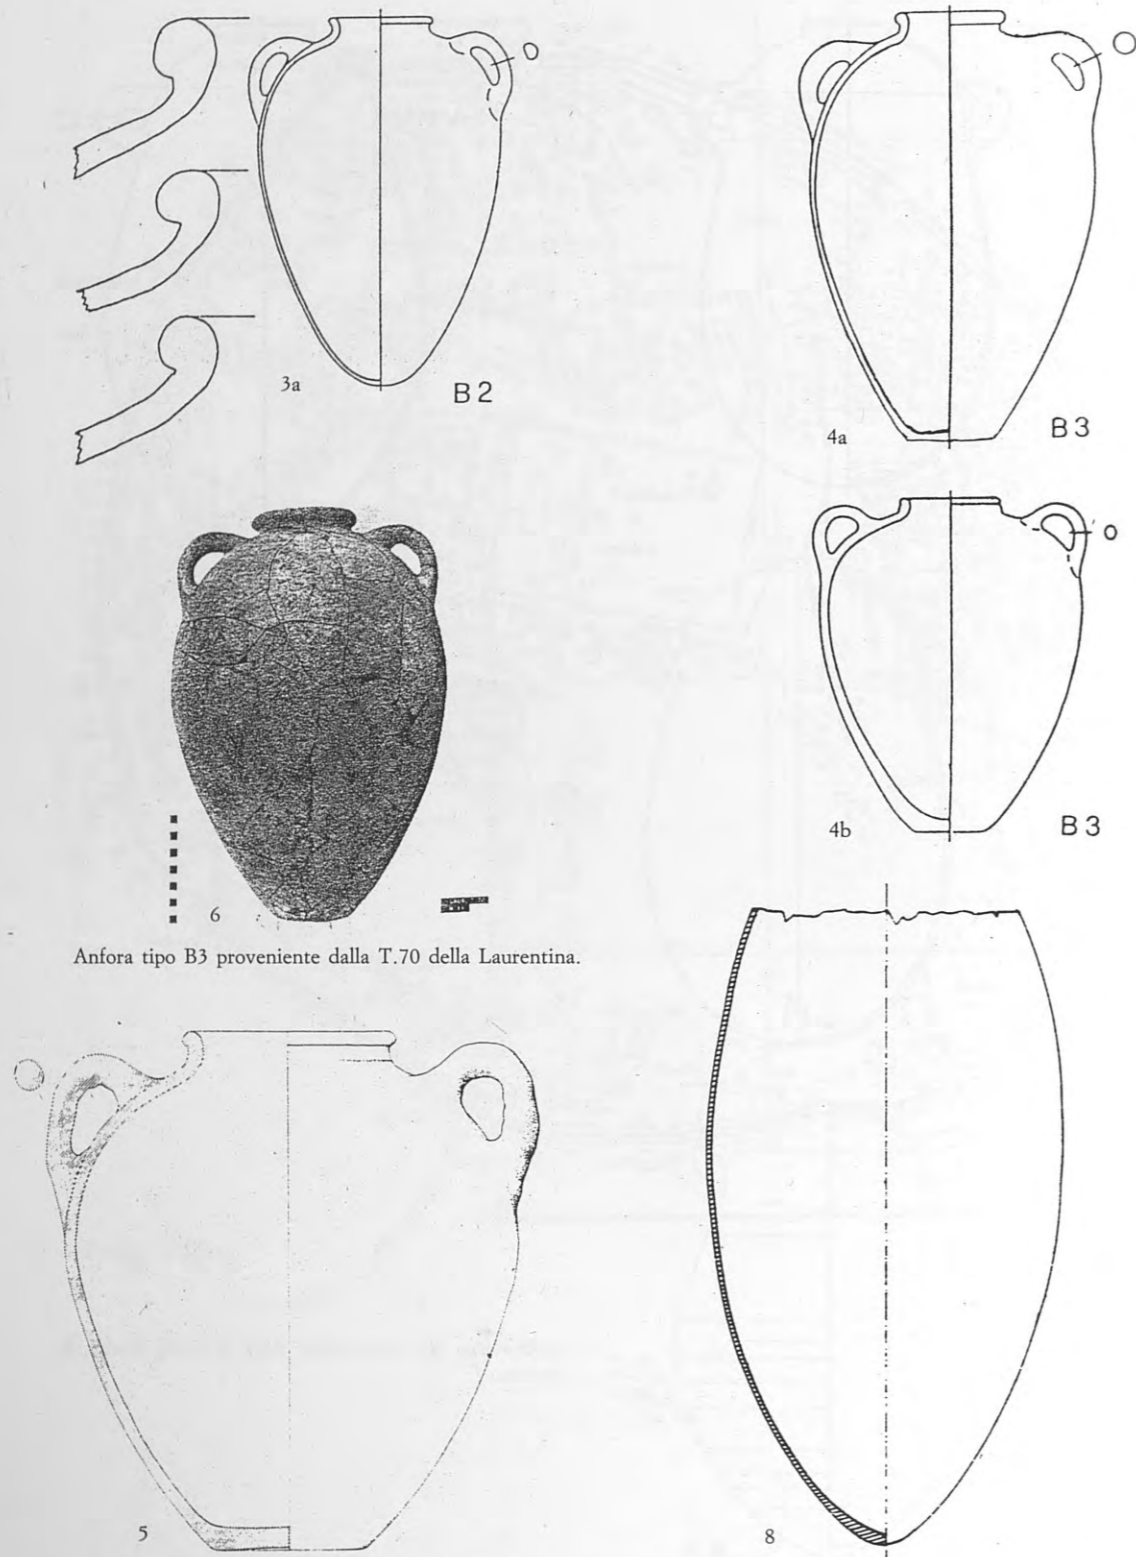 3a
B2
4a
B3
4b
B3
6
Anfora tipo B3 proveniente dalla T.70 della Laurentina.
5
8